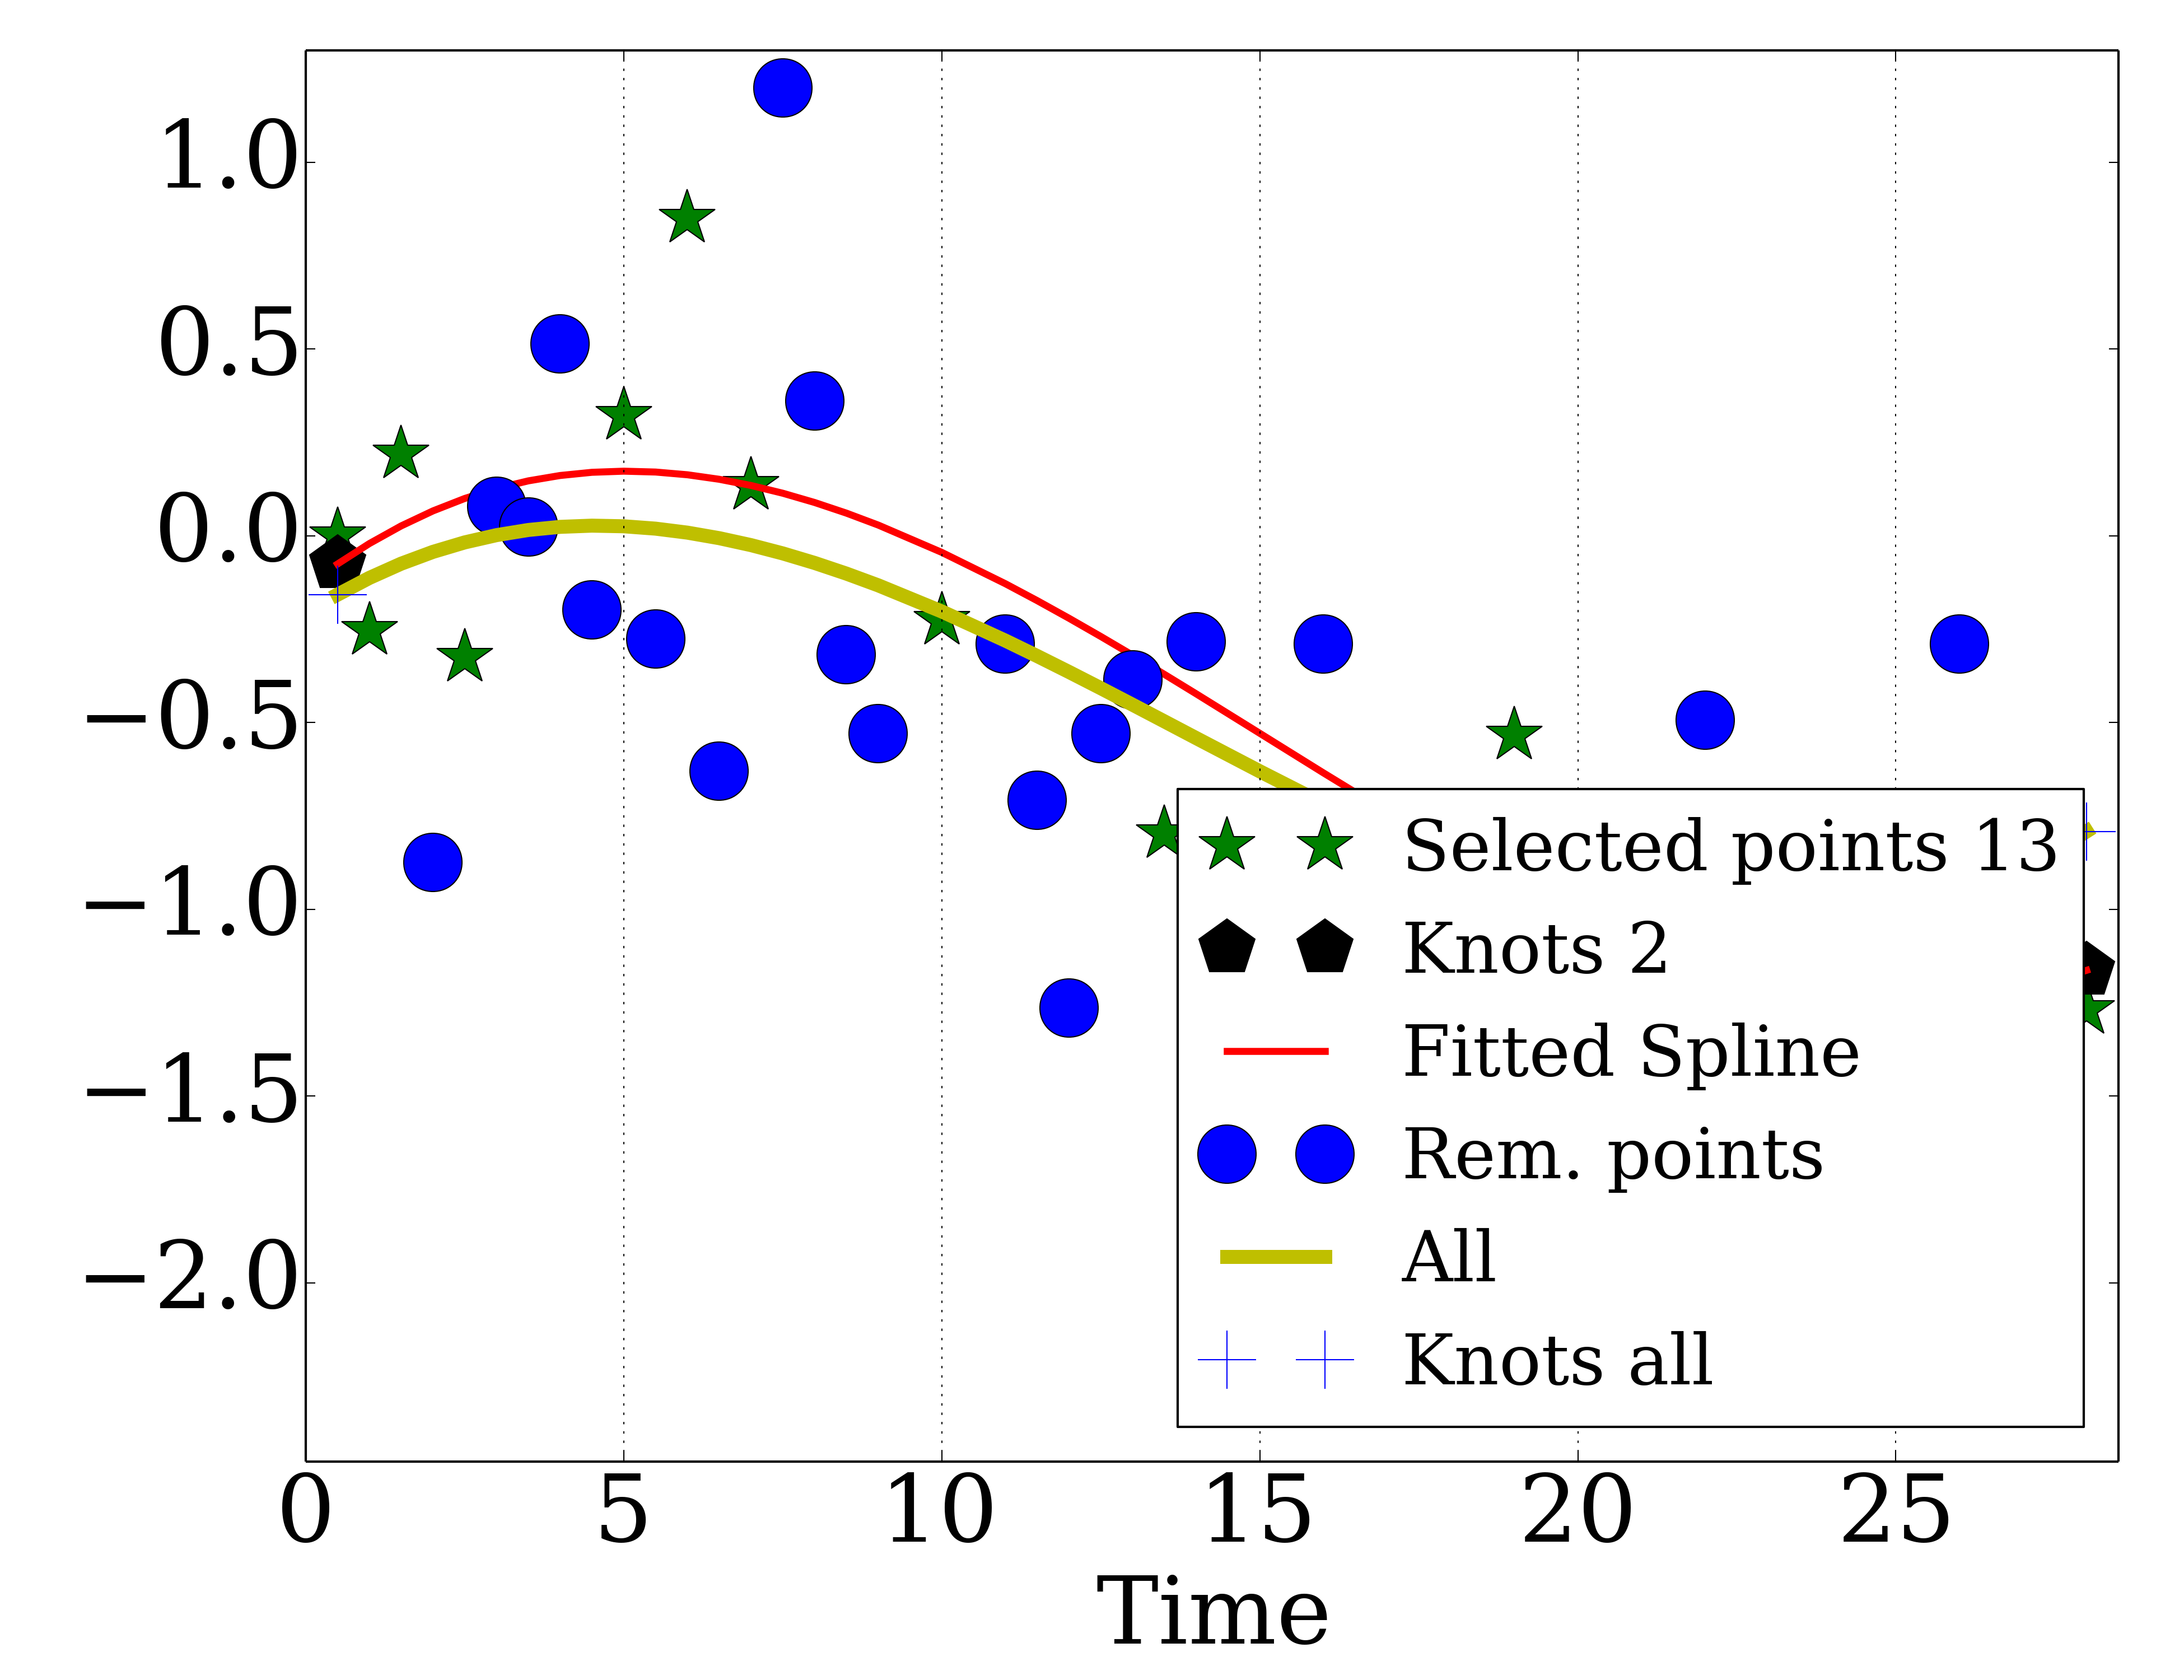 1.0
0.5
0.0
−0.5
−1.0
−1.5
−2.0
Selected points 13
Knots 2
Fitted Spline
Rem. points
All
Knots all
0 5 10 15 20 25
Time